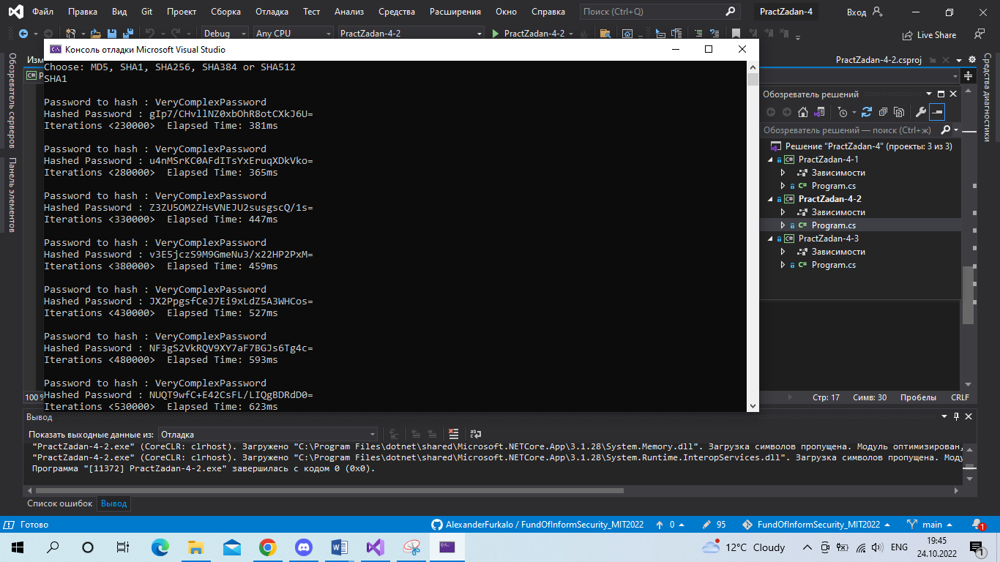 Файл Правка Вид Git Проект Сборка Отладка Тест Анализ Средства Расширения Окно Справка Поиск (Ctrl+Q) PractZadan-4 Вход
Debug Any CPU PractZadan-4-2 PractZadan-4-2 Live Share
Консоль отладки Microsoft Visual Studio
PractZadan-4-2.csproj
Обозреватель серверов
Панель элементов
Средства диагностики
Choose: MD5, SHA1, SHA256, SHA384 or SHA512
SHA1
Password to hash : VeryComplexPassword
Hashed Password : gIp7/CHvllNZ0xbOhR8otCXkJ6U=
Iterations <230000>  Elapsed Time: 381ms
Password to hash : VeryComplexPassword
Hashed Password : u4nMSrKC0AFdITsYxEruqXDkVko=
Iterations <280000>  Elapsed Time: 365ms
Password to hash : VeryComplexPassword
Hashed Password : Z3ZU5OM2ZHsVNEJU2susgscQ/1s=
Iterations <330000>  Elapsed Time: 447ms
Password to hash : VeryComplexPassword
Hashed Password : v3E5jczS9M9GmeNu3/x22HP2PxM=
Iterations <380000>  Elapsed Time: 459ms
Password to hash : VeryComplexPassword
Hashed Password : JX2PpgsfCeJ7Ei9xLdZ5A3WHCos=
Iterations <430000>  Elapsed Time: 527ms
Password to hash : VeryComplexPassword
Hashed Password : NF3gS2VkRQV9XY7aF7BGJs6Tg4c=
Iterations <480000>  Elapsed Time: 593ms
Password to hash : VeryComplexPassword
Hashed Password : NUQT9wfC+E42CsFL/LIQgBDRdD0=
Iterations <530000>  Elapsed Time: 623ms
Обозреватель решений
Обозреватель решений — поиск (Ctrl+ж)
Решение "PractZadan-4" (проекты: 3 из 3)
PractZadan-4-1
Зависимости
C# Program.cs
PractZadan-4-2
Зависимости
C# Program.cs
PractZadan-4-3
Зависимости
C# Program.cs
100 %
Стр: 17 Симв: 30 Пробелы CRLF
Вывод
Показать выходные данные из: Отладка
"PractZadan-4-2.exe" (CoreCLR: clrhost). Загружено "C:\Program Files\dotnet\shared\Microsoft.NETCore.App\3.1.28\System.Memory.dll". Загрузка символов пропущена. Модуль оптимизирован,
"PractZadan-4-2.exe" (CoreCLR: clrhost). Загружено "C:\Program Files\dotnet\shared\Microsoft.NETCore.App\3.1.28\System.Runtime.InteropServices.dll". Загрузка символов пропущена. Моду
Программа "[11372] PractZadan-4-2.exe" завершилась с кодом 0 (0x0).
Список ошибок Вывод
Готово AlexanderFurkalo / FundOfInformSecurity_MIT2022 0 95 FundOfInformSecurity_MIT2022 main 1
12°C Cloudy ENG 19:45
24.10.2022 1